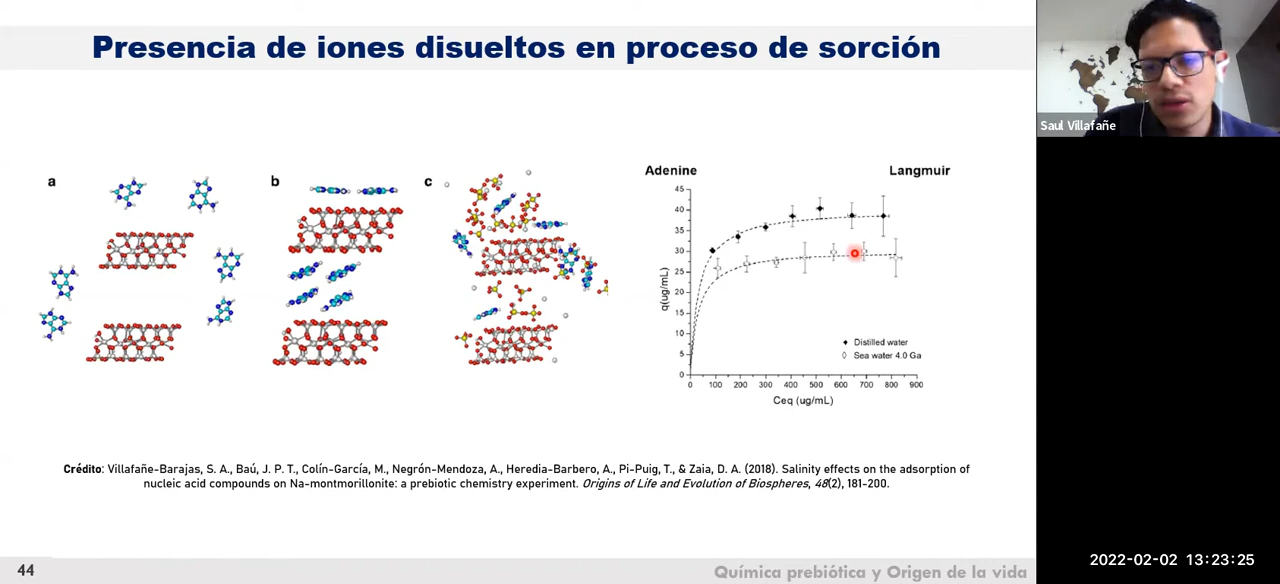 Presencia de iones disueltos en proceso de sorción
Saul Villafañe
a
b
c
Adenine
Langmuir
45
40
35
30
25
20
15
10
5
0
q(ug/mL)
0 100 200 300 400 500 600 700 800 900
Ceq (ug/mL)
Distilled water
Sea water 4.0 Ga
Crédito: Villafañe-Barajas, S. A., Baú, J. P. T., Colín-García, M., Negrón-Mendoza, A., Heredia-Barbero, A., Pi-Puig, T., & Zaia, D. A. (2018). Salinity effects on the adsorption of
nucleic acid compounds on Na-montmorillonite: a prebiotic chemistry experiment. Origins of Life and Evolution of Biospheres, 48(2), 181-200.
44
Química prebiótica y Origen de la vida
2022-02-02 13:23:25